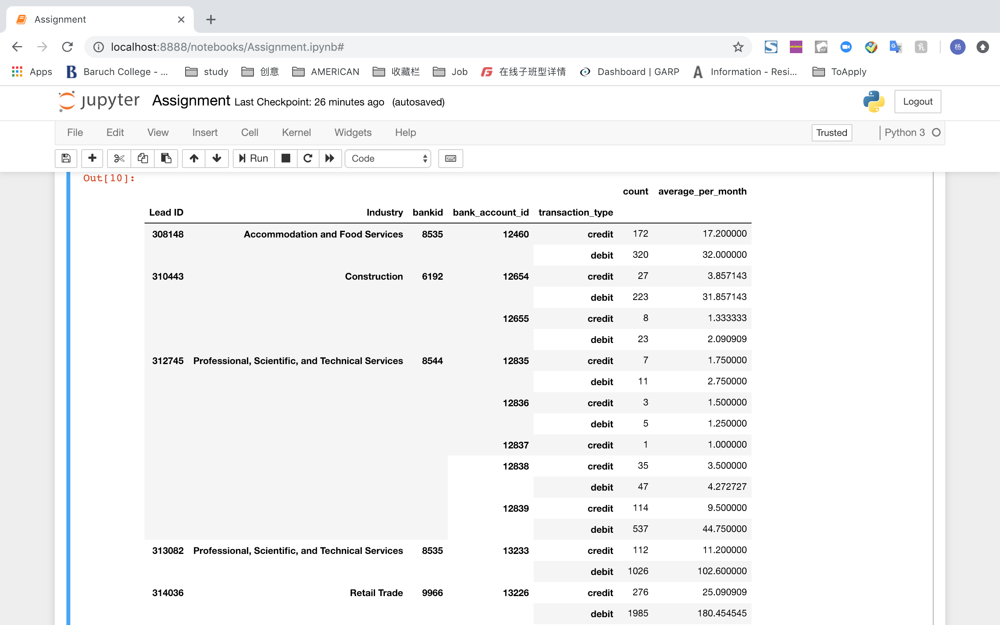 Assignment
localhost:8888/notebooks/Assignment.ipynb#
杨
Apps Baruch College - ... study 创意 AMERICAN 收藏栏 Job 在线子班型详情 Dashboard | GARP Information - Resi... ToApply
jupyter Assignment Last Checkpoint: 26 minutes ago (autosaved) Logout
File Edit View Insert Cell Kernel Widgets Help Trusted Python 3
Run Code
Out[10]:
count average_per_month
Lead ID Industry bankid bank_account_id transaction_type
308148 Accommodation and Food Services 8535 12460 credit 172 17.200000
debit 320 32.000000
310443 Construction 6192 12654 credit 27 3.857143
debit 223 31.857143
12655 credit 8 1.333333
debit 23 2.090909
312745 Professional, Scientific, and Technical Services 8544 12835 credit 7 1.750000
debit 11 2.750000
12836 credit 3 1.500000
debit 5 1.250000
12837 credit 1 1.000000
12838 credit 35 3.500000
debit 47 4.272727
12839 credit 114 9.500000
debit 537 44.750000
313082 Professional, Scientific, and Technical Services 8535 13233 credit 112 11.200000
debit 1026 102.600000
314036 Retail Trade 9966 13226 credit 276 25.090909
debit 1985 180.454545